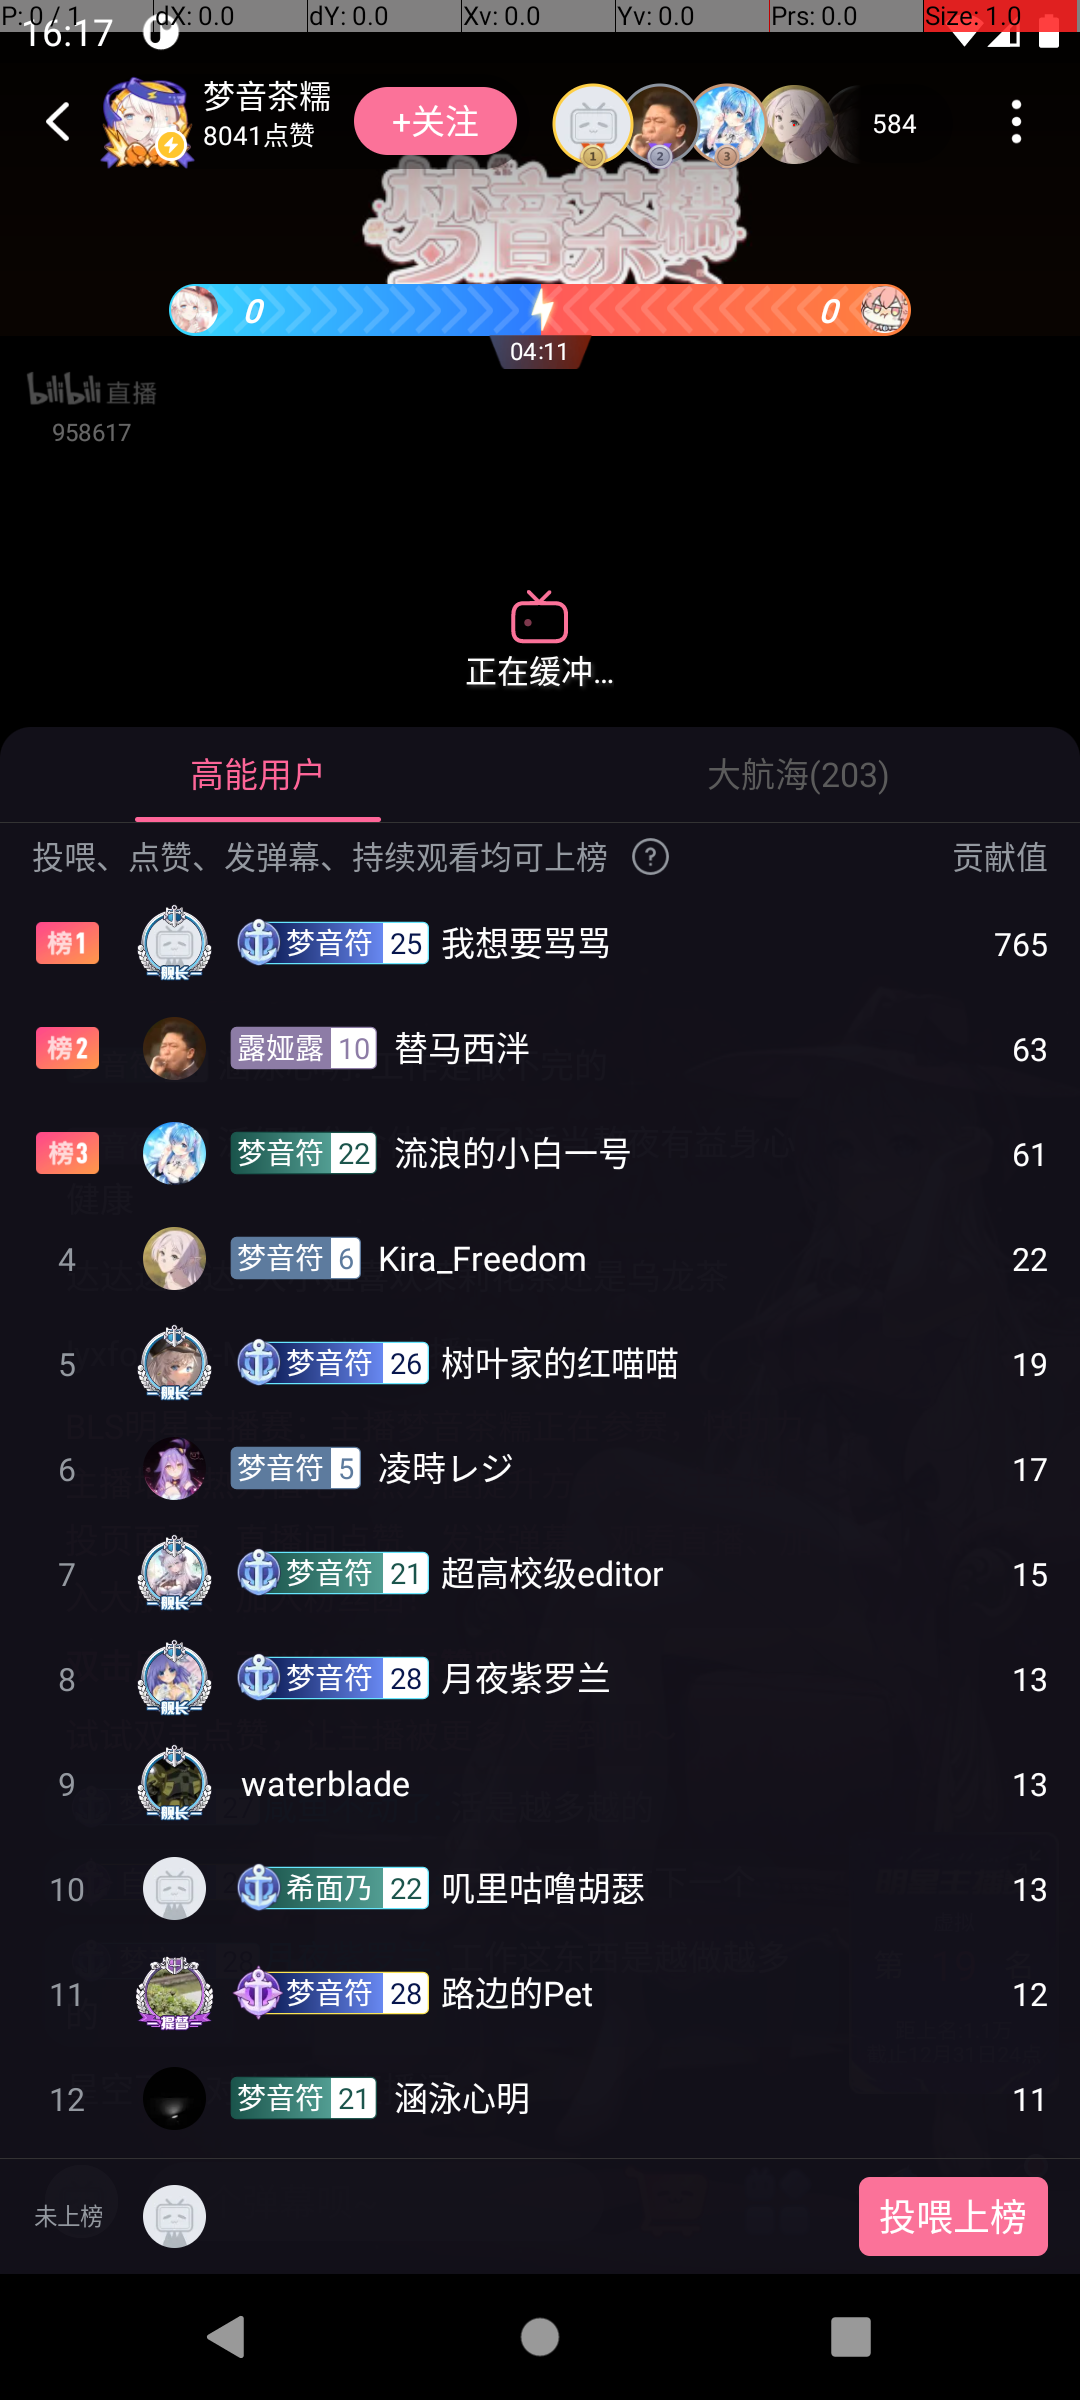 P: 0 / 1 dX: 0.0 dY: 0.0 Xv: 0.0 Yv: 0.0 Prs: 0.0 Size: 1.0
16:17
梦音茶糯
8041点赞
+关注
1 2 3
584
梦音茶糯
0 0
04:11
bilibili 直播
958617
正在缓冲...
高能用户 大航海(203)
投喂、点赞、发弹幕、持续观看均可上榜 ? 贡献值
榜1 舰长 梦音符 25 我想要骂骂 765
榜2 露娅露 10 替马西泮 63
榜3 梦音符 22 流浪的小白一号 61
4 梦音符 6 Kira_Freedom 22
5 舰长 梦音符 26 树叶家的红喵喵 19
6 梦音符 5 凌時レジ 17
7 舰长 梦音符 21 超高校级editor 15
8 舰长 梦音符 28 月夜紫罗兰 13
9 舰长 waterblade 13
10 希面乃 22 叽里咕噜胡瑟 13
11 提督 梦音符 28 路边的Pet 12
12 梦音符 21 涵泳心明 11
未上榜 投喂上榜